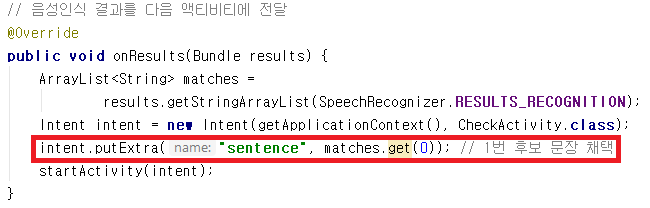 // 음성인식 결과를 다음 액티비티에 전달
@Override
public void onResults(Bundle results) {
ArrayList<String> matches =
results.getStringArrayList(SpeechRecognizer.RESULTS_RECOGNITION);
Intent intent = new Intent(getApplicationContext(), CheckActivity.class);
intent.putExtra( name: "sentence", matches.get(0)); // 1번 후보 문장 채택
startActivity(intent);
}